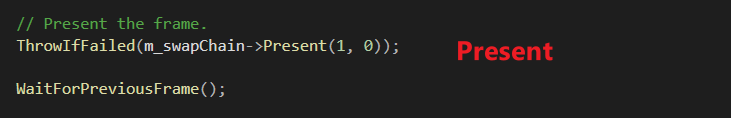 // Present the frame.
ThrowIfFailed(m_swapChain->Present(1, 0));
Present
WaitForPreviousFrame();